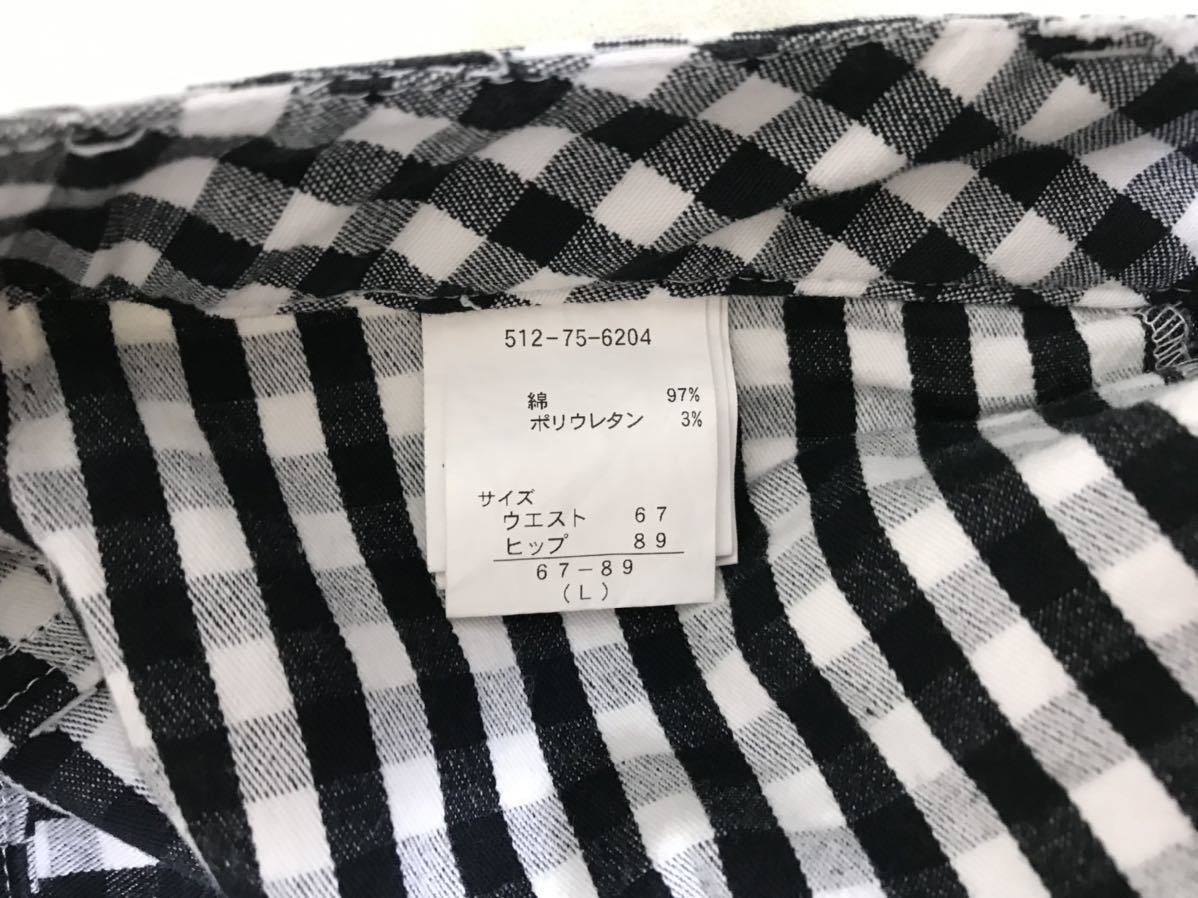 512-75-6204
綿 97%
ポリウレタン 3%
サイズ
ウエスト 67
ヒップ 89
67-89
(L)